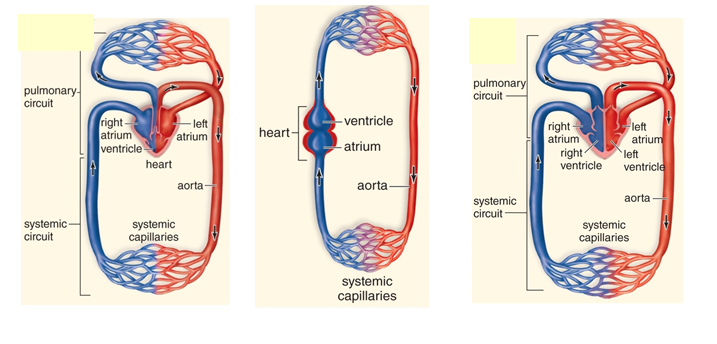 pulmonary
circuit
right
atrium
left
atrium
ventricle
heart
aorta
systemic
circuit
systemic
capillaries
heart
ventricle
atrium
aorta
systemic
capillaries
pulmonary
circuit
right
atrium
left
atrium
right
ventricle
left
ventricle
aorta
systemic
circuit
systemic
capillaries